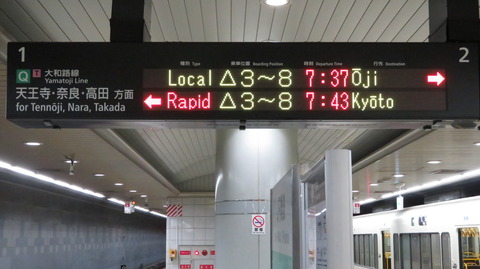 1
Q T 大和路線
Yamatoji Line
天王寺・奈良・高田 方面
for Tennōji, Nara, Takada
種別 Type 乗車位置 Boarding Position 時刻 Departure Time 行先 Destination
Local △3~8 7:37 Ōji →
← Rapid △3~8 7:43 Kyōto
2